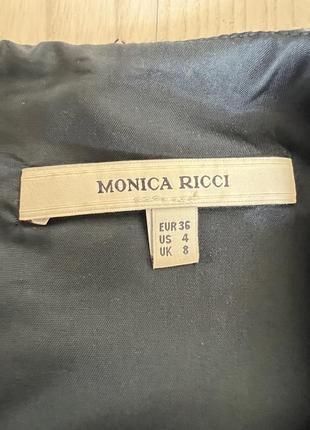 MONICA RICCI
EUR 36
US 4
UK 8